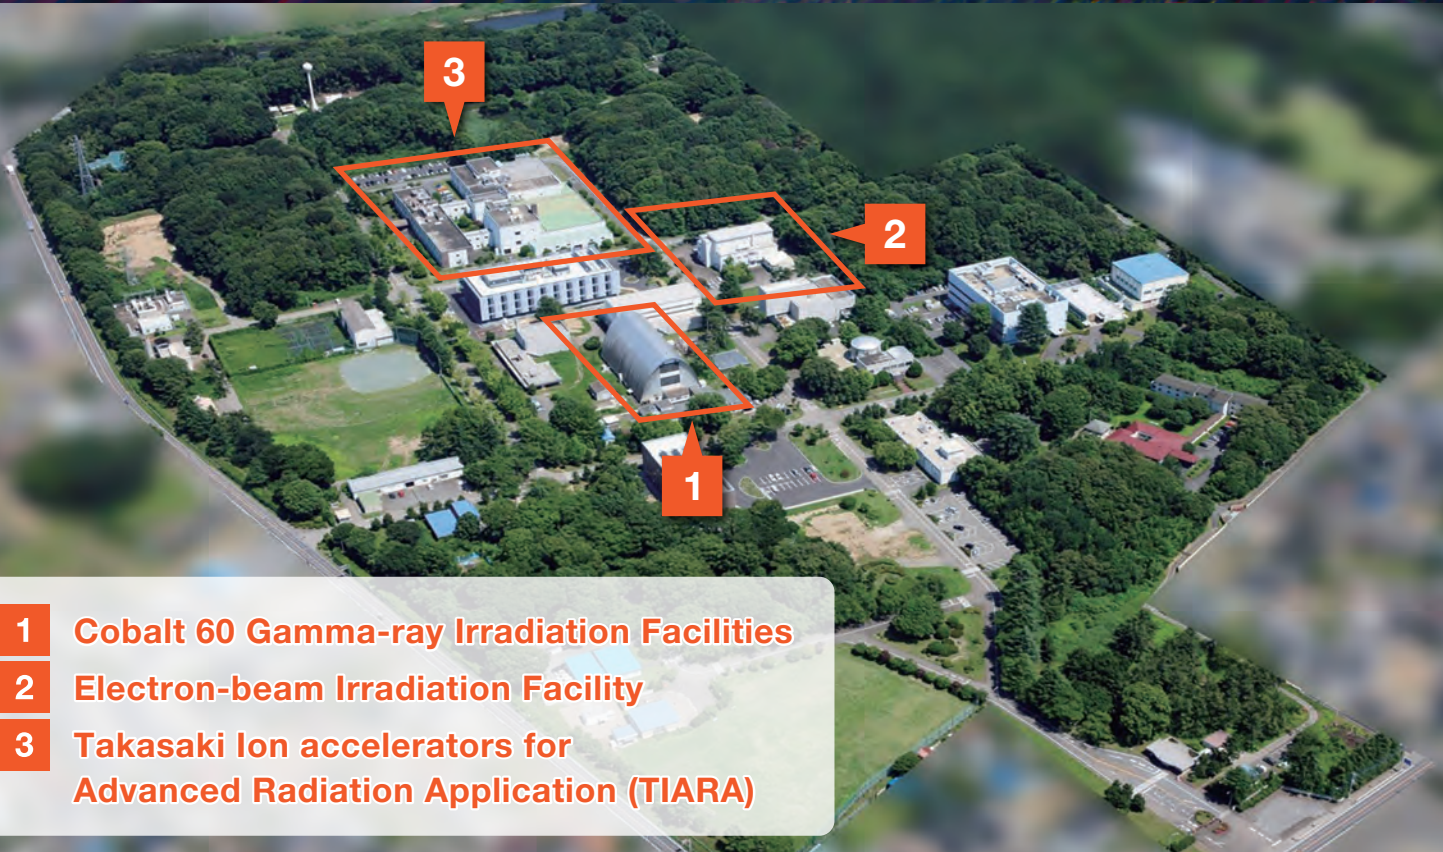 3
2
1
1 Cobalt 60 Gamma-ray Irradiation Facilities
2 Electron-beam Irradiation Facility
3 Takasaki Ion accelerators for
Advanced Radiation Application (TIARA)